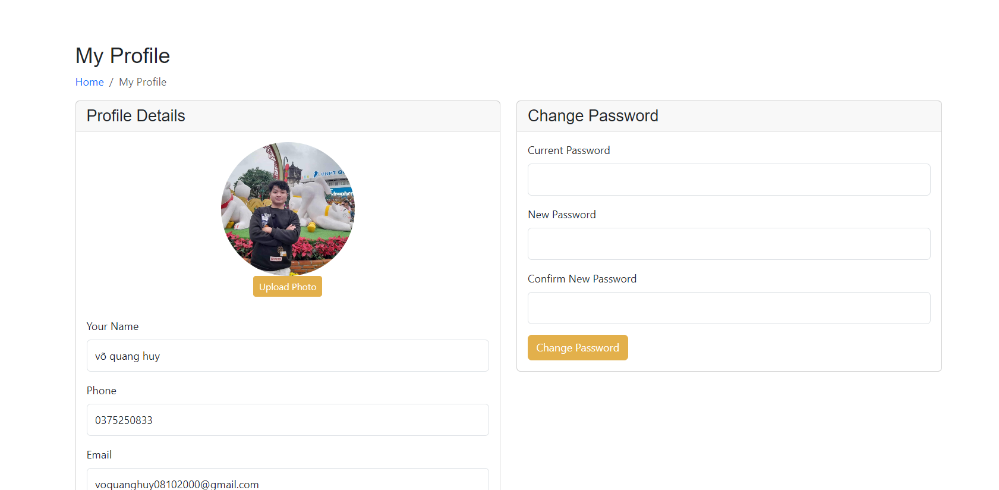 My Profile
Home / My Profile
Profile Details
VNPT
vinaphon
Upload Photo
Your Name
võ quang huy
Phone
0375250833
Email
voquanghuy08102000@gmail.com
Change Password
Current Password
New Password
Confirm New Password
Change Password